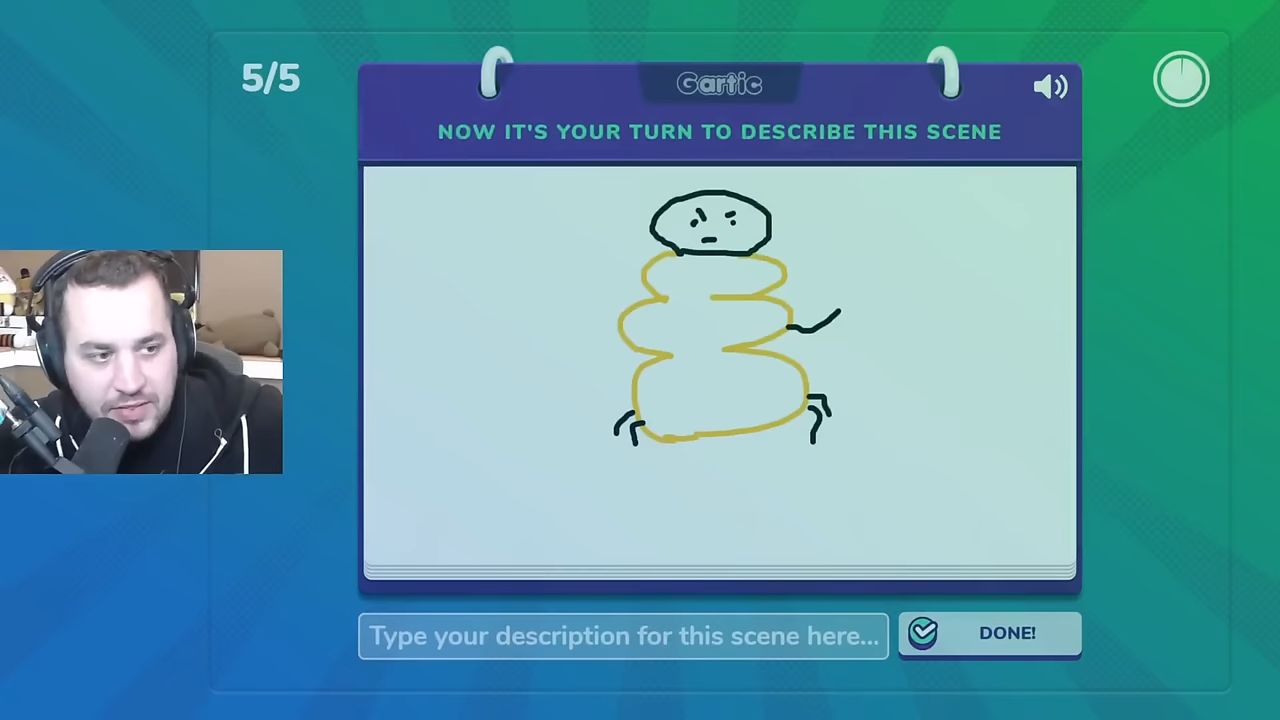 5/5
Gartic
NOW IT'S YOUR TURN TO DESCRIBE THIS SCENE
Type your description for this scene here...
DONE!